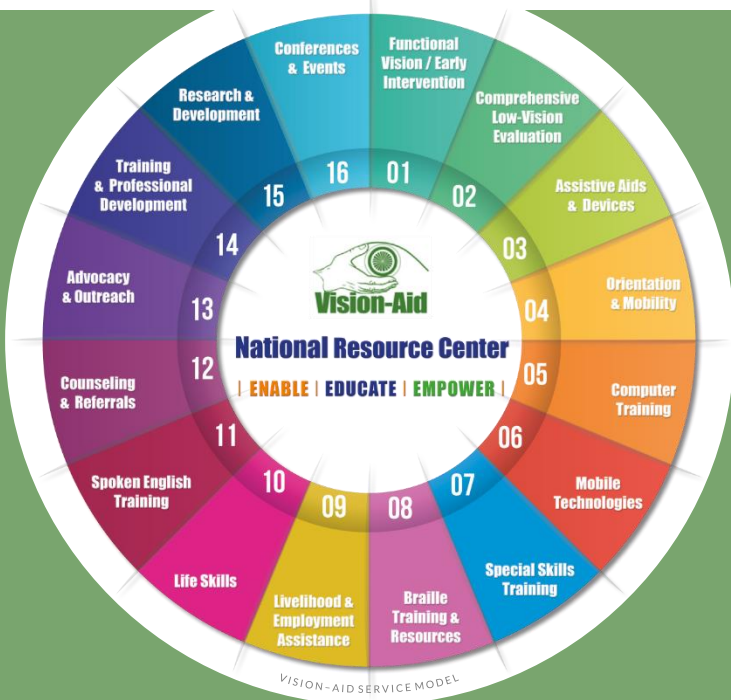 Functional
Vision / Early
Intervention
01
Comprehensive
Low-Vision
Evaluation
02
Assistive Aids
& Devices
03
Orientation
& Mobility
04
Computer
Training
05
Mobile
Technologies
06
Special Skills
Training
07
Braille
Training &
Resources
08
Livelihood &
Employment
Assistance
09
Life Skills
10
Spoken English
Training
11
Counseling
& Referrals
12
Advocacy
& Outreach
13
Training
& Professional
Development
14
Research &
Development
15
Conferences
& Events
16
Vision-Aid
National Resource Center
| ENABLE | EDUCATE | EMPOWER |
VISION-AID SERVICE MODEL